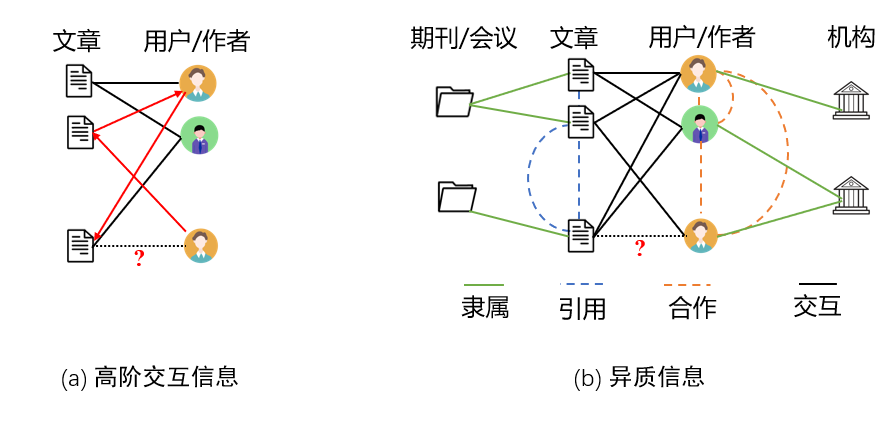 文章 用户/作者
?
(a) 高阶交互信息
期刊/会议 文章 用户/作者 机构
?
隶属 引用 合作 交互
(b) 异质信息